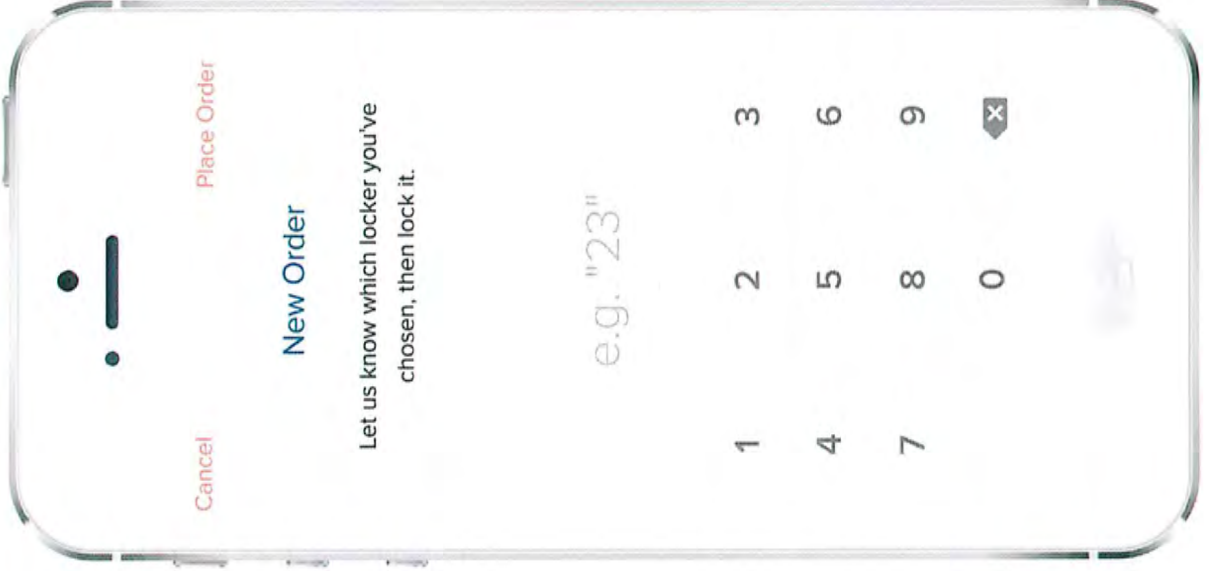 Cancel Place Order
New Order
Let us know which locker you've
chosen, then lock it.
e.g. "23"
1 2 3
4 5 6
7 8 9
0